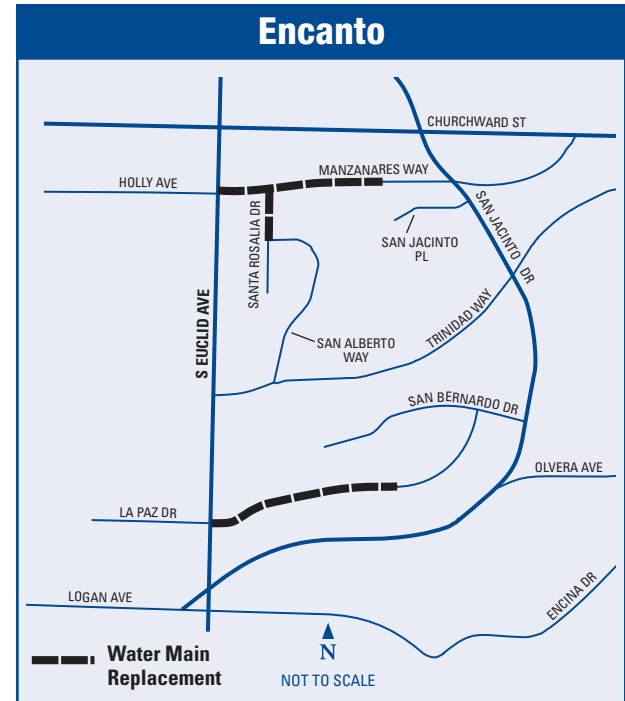 Encanto
CHURCHWARD ST
MANZANARES WAY
HOLLY AVE
SANTA ROSALIA DR
SAN JACINTO
PL
SAN JACINTO DR
S EUCLID AVE
TRINIDAD WAY
SAN ALBERTO
WAY
SAN BERNARDO DR
OLVERA AVE
LA PAZ DR
LOGAN AVE
ENCINA DR
Water Main
Replacement
N
NOT TO SCALE